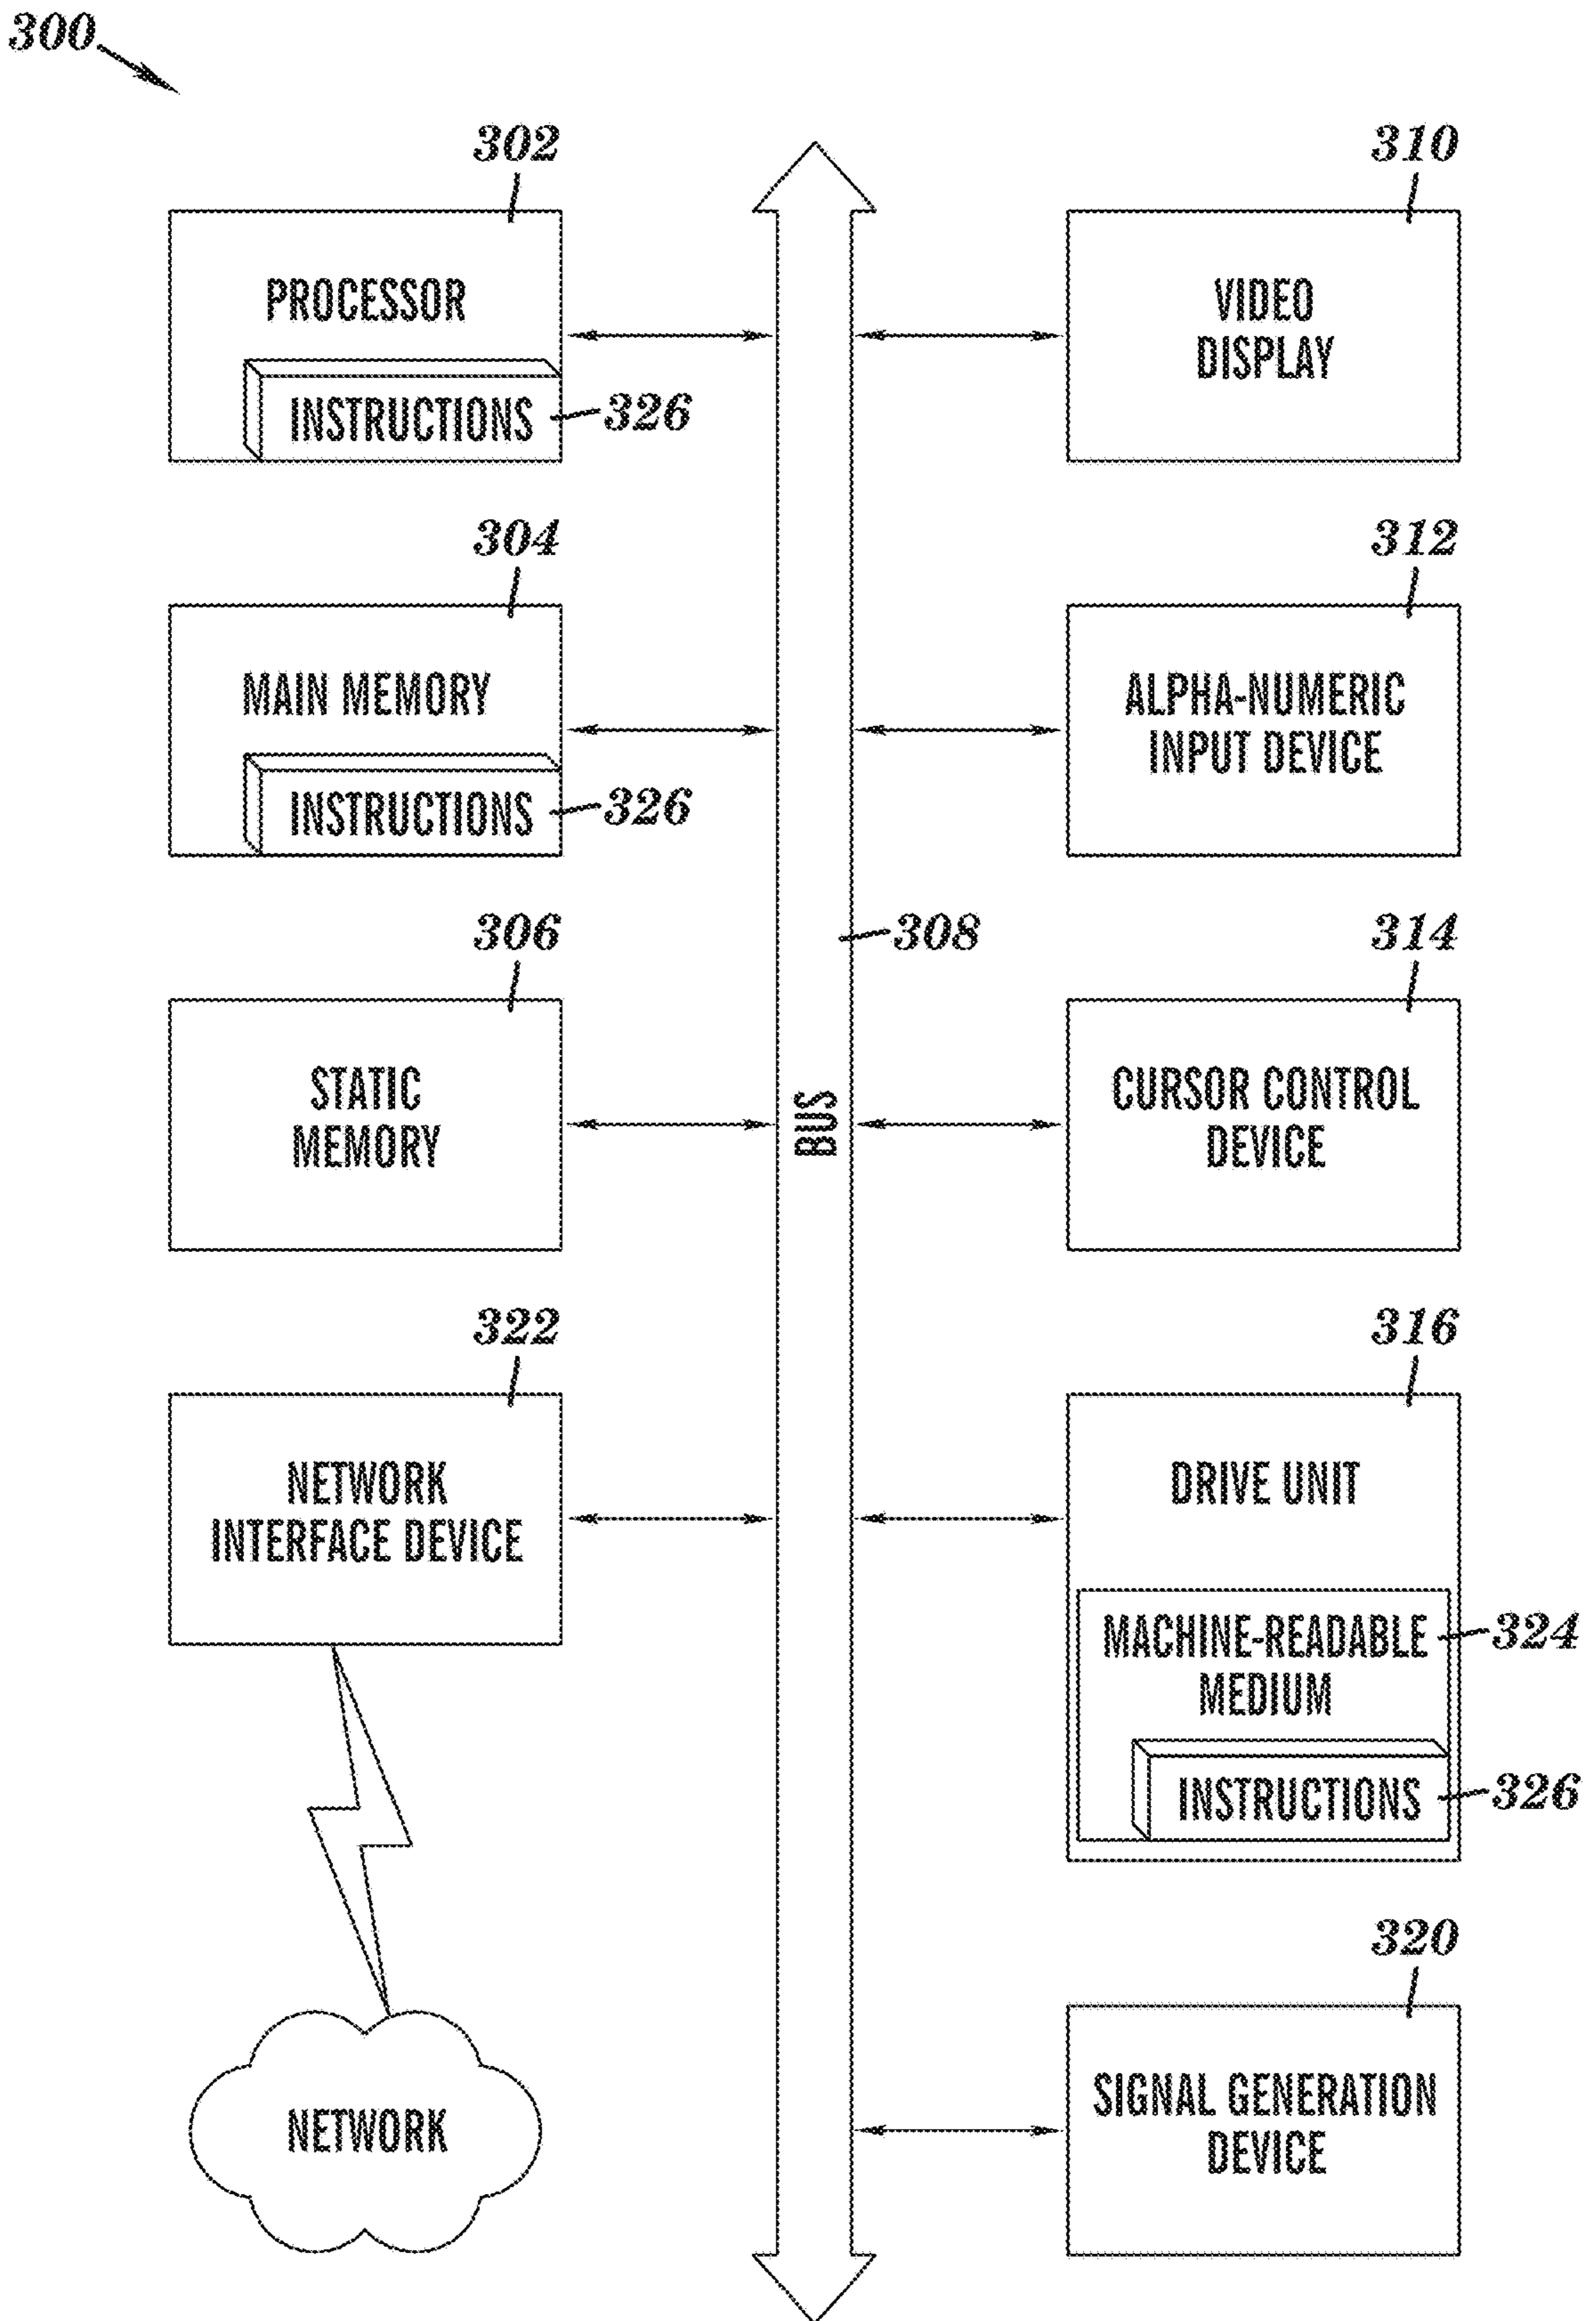 300
302
PROCESSOR
INSTRUCTIONS
326
304
MAIN MEMORY
INSTRUCTIONS
326
306
STATIC
MEMORY
322
NETWORK
INTERFACE DEVICE
NETWORK
BUS
308
310
VIDEO
DISPLAY
312
ALPHA-NUMERIC
INPUT DEVICE
314
CURSOR CONTROL
DEVICE
316
DRIVE UNIT
MACHINE-READABLE
MEDIUM
324
INSTRUCTIONS
326
320
SIGNAL GENERATION
DEVICE